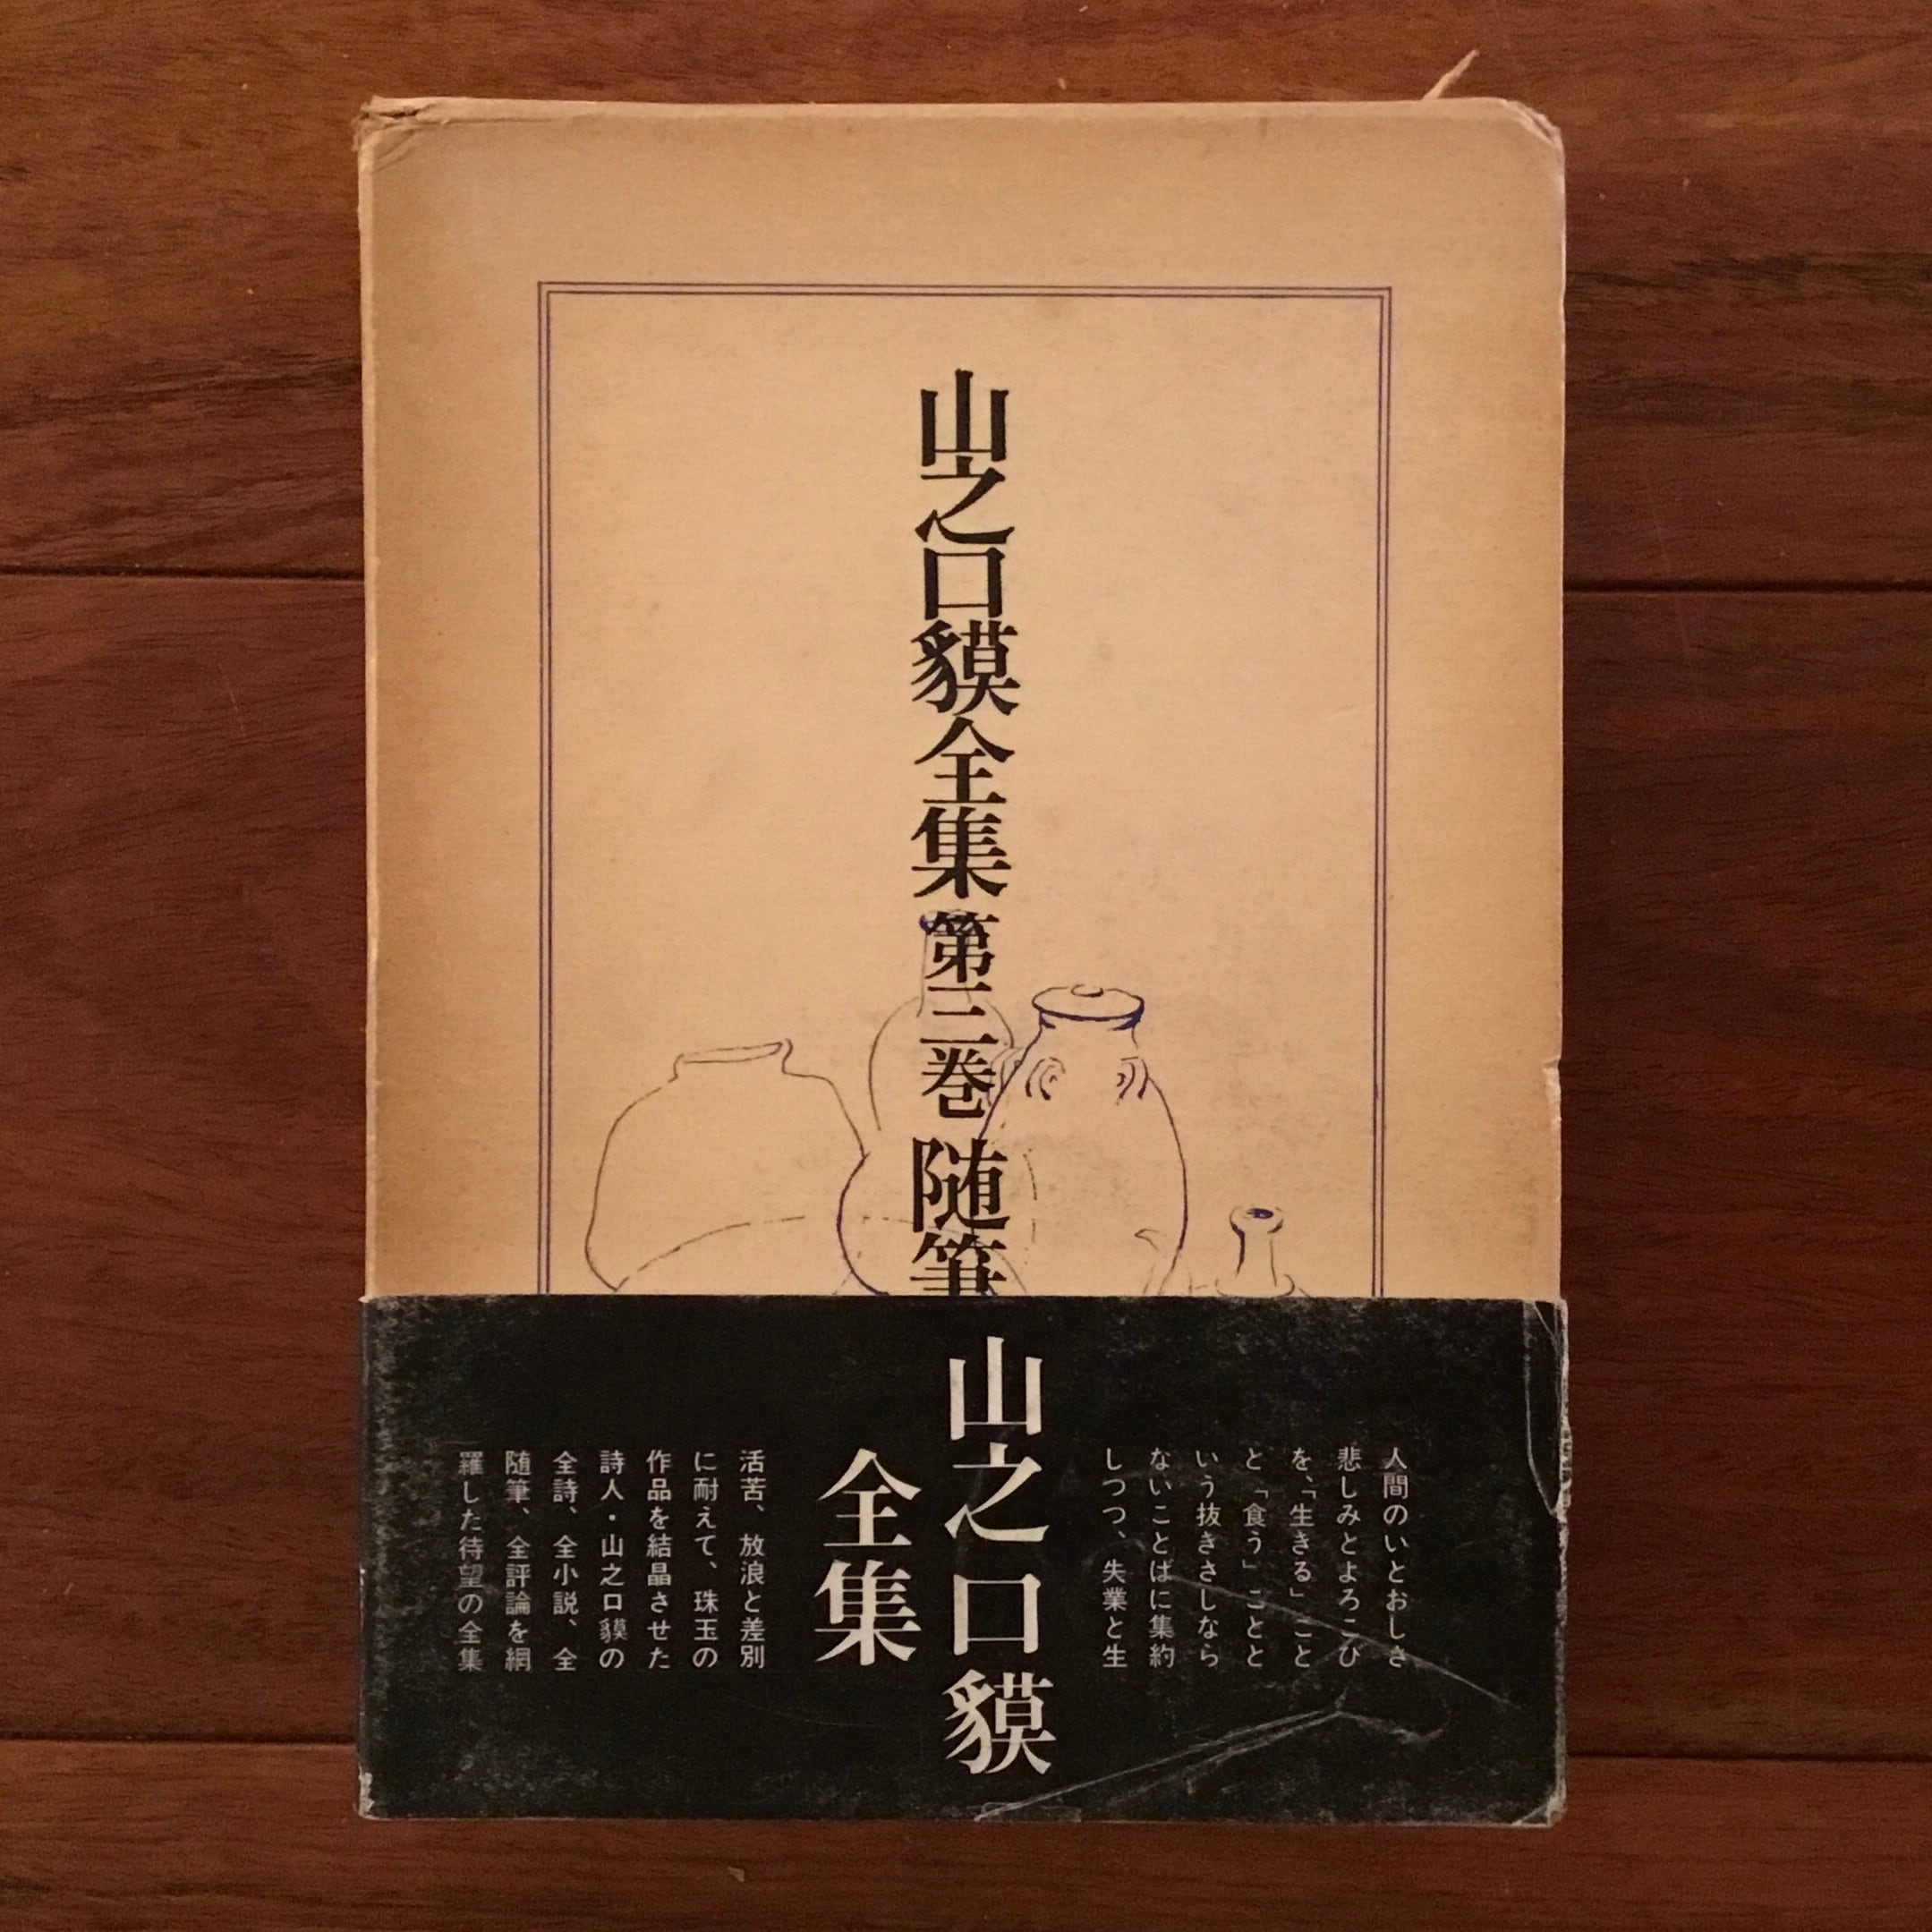 山之口貘全集 第三巻 随筆
人間のいとおしさ
悲しみとよろこび
を、「生きる」こと
と「食う」ことと
いう抜きさしなら
ないことばに集約
しつつ、失業と生
山之口貘
全集
活苦、放浪と差別
に耐えて、珠玉の
作品を結晶させた
詩人・山之口貘の
全詩、全小説、全
随筆、全評論を網
羅した待望の全集